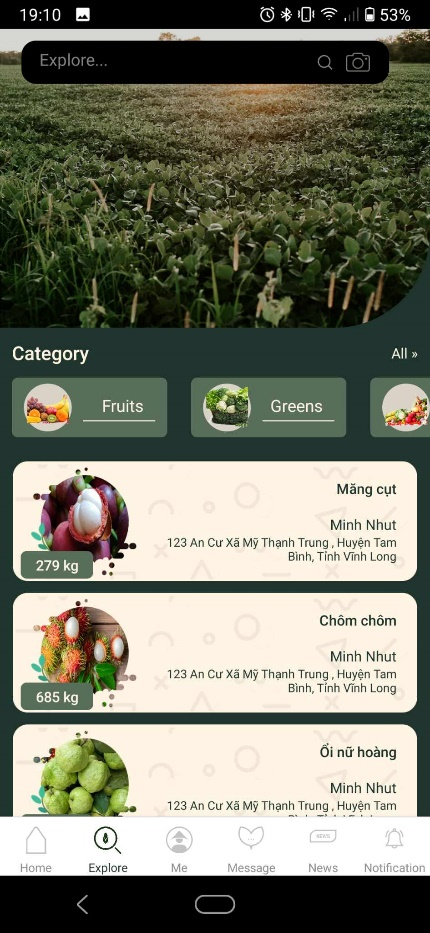 19:10
53%
Explore...
Category
All »
Fruits
Greens
Măng cụt
Minh Nhut
123 An Cư Xã Mỹ Thạnh Trung , Huyện Tam
Bình, Tỉnh Vĩnh Long
279 kg
Chôm chôm
Minh Nhut
123 An Cư Xã Mỹ Thạnh Trung , Huyện Tam
Bình, Tỉnh Vĩnh Long
685 kg
Ổi nữ hoàng
Minh Nhut
123 An Cư Xã Mỹ Thạnh Trung , Huyện Tam
NEWS
Home
Explore
Me
Message
News
Notification